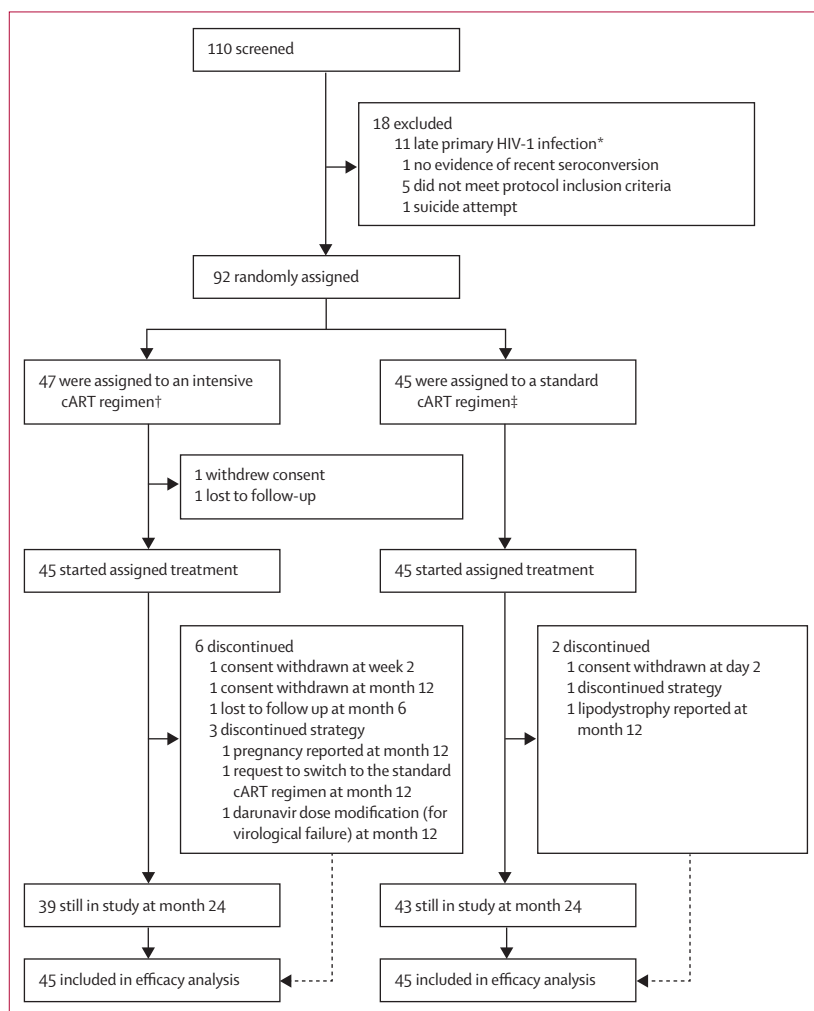 110 screened
18 excluded
11 late primary HIV-1 infection*
1 no evidence of recent seroconversion
5 did not meet protocol inclusion criteria
1 suicide attempt
92 randomly assigned
47 were assigned to an intensive
cART regimen†
45 were assigned to a standard
cART regimen‡
1 withdrew consent
1 lost to follow-up
45 started assigned treatment
45 started assigned treatment
6 discontinued
1 consent withdrawn at week 2
1 consent withdrawn at month 12
1 lost to follow up at month 6
3 discontinued strategy
1 pregnancy reported at month 12
1 request to switch to the standard
cART regimen at month 12
1 darunavir dose modification (for
virological failure) at month 12
2 discontinued
1 consent withdrawn at day 2
1 discontinued strategy
1 lipodystrophy reported at
month 12
39 still in study at month 24
43 still in study at month 24
45 included in efficacy analysis
45 included in efficacy analysis